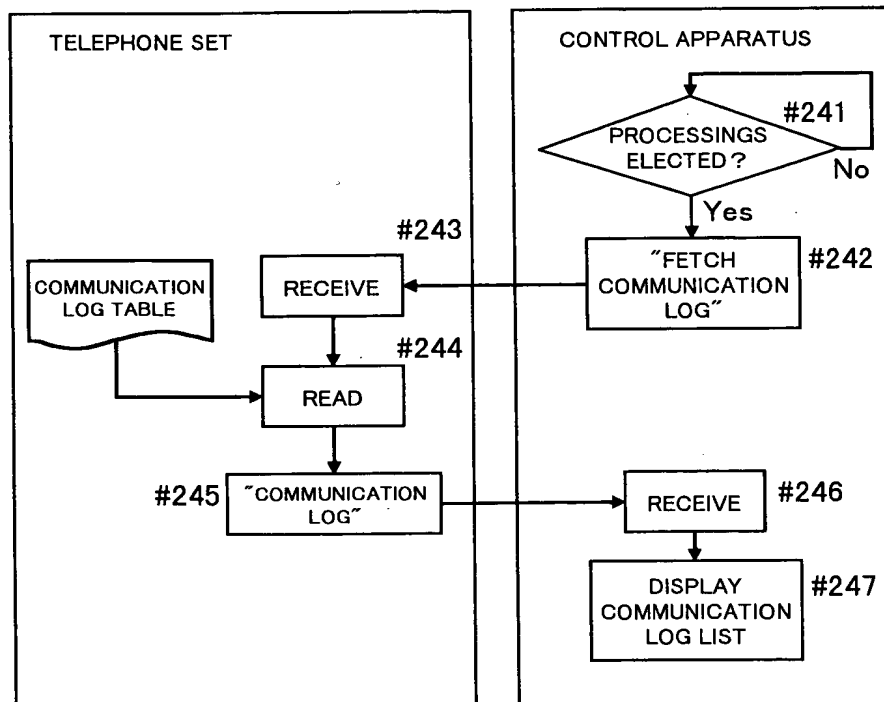 TELEPHONE SET
CONTROL APPARATUS
#241
PROCESSINGS
ELECTED?
No
Yes
#243
"FETCH
COMMUNICATION
LOG"
#242
COMMUNICATION
LOG TABLE
RECEIVE
#244
READ
#245
"COMMUNICATION
LOG"
RECEIVE
#246
DISPLAY
COMMUNICATION
LOG LIST
#247